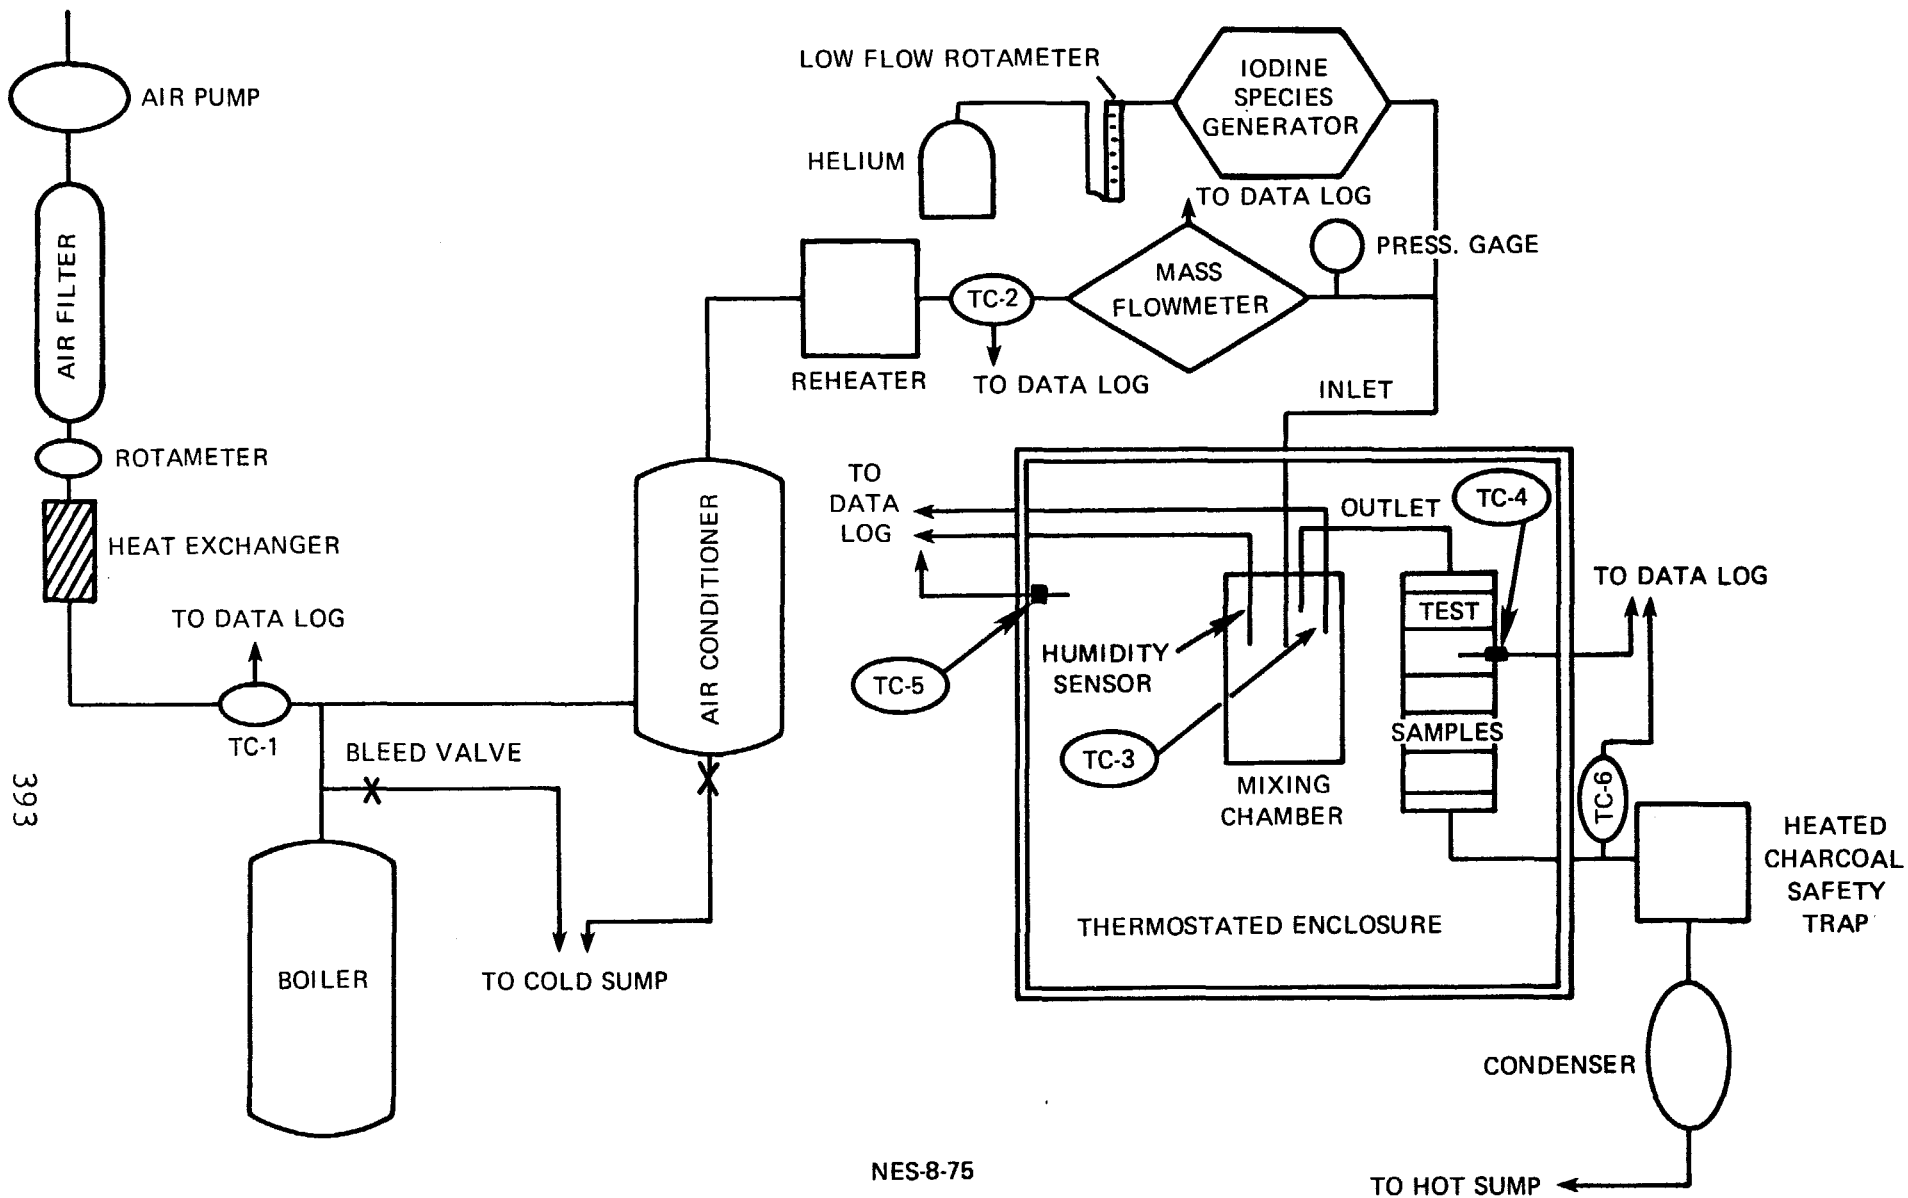 AIR PUMP
AIR FILTER
ROTAMETER
HEAT EXCHANGER
TO DATA LOG
TC-1
BLEED VALVE
BOILER
TO COLD SUMP
AIR CONDITIONER
LOW FLOW ROTAMETER
HELIUM
IODINE
SPECIES
GENERATOR
TO DATA LOG
PRESS. GAGE
MASS
FLOWMETER
TC-2
REHEATER
TO DATA LOG
INLET
TO
DATA
LOG
OUTLET
TC-4
TO DATA LOG
TEST
HUMIDITY
SENSOR
TC-5
SAMPLES
TC-3
MIXING
CHAMBER
TC-6
HEATED
CHARCOAL
SAFETY
TRAP
THERMOSTATED ENCLOSURE
CONDENSER
TO HOT SUMP
NES-8-75
393